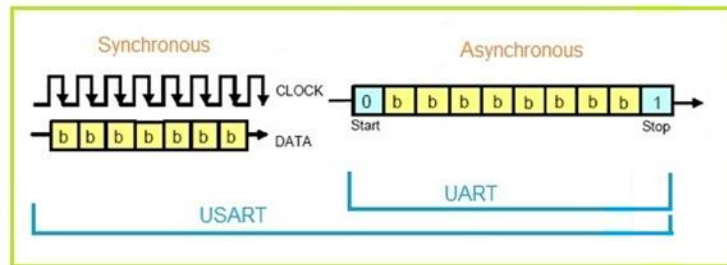 Synchronous
Asynchronous
CLOCK
0 b b b b b b b b 1
Start
Stop
b b b b b b b
DATA
UART
USART